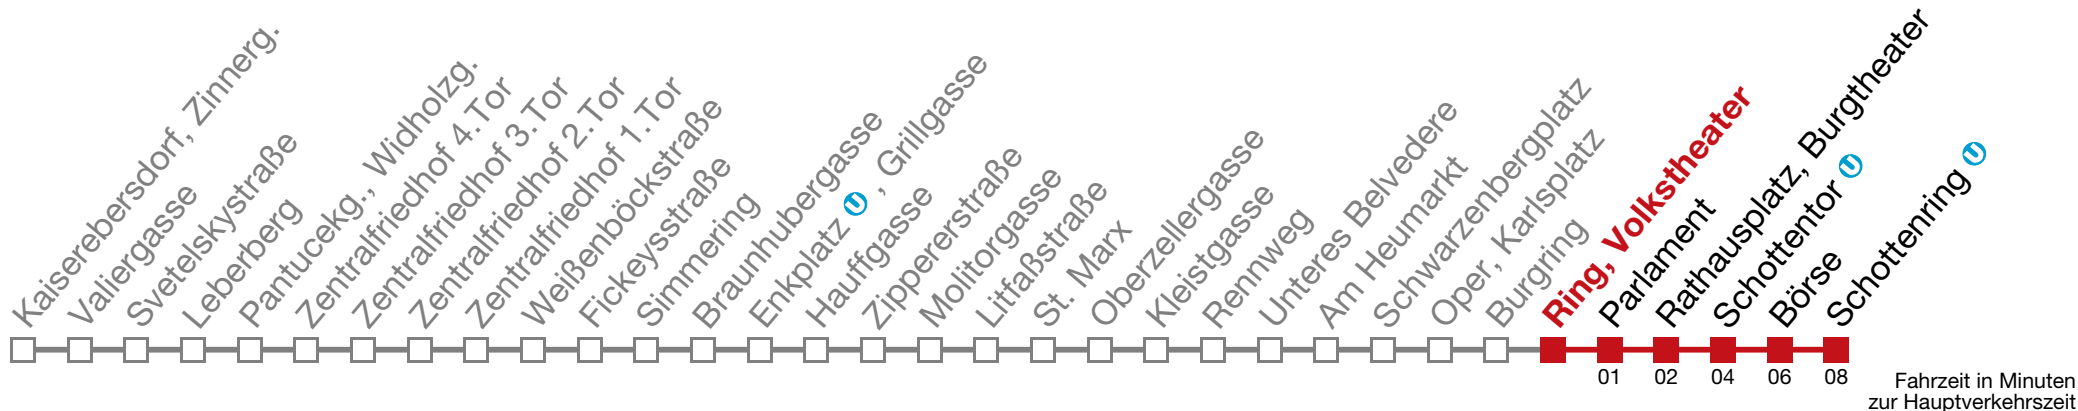 Kaiserebersdorf, Zinnerg.
Valiergasse
Svetelskystraße
Leberberg
Pantucekg., Widholzg.
Zentralfriedhof 4.Tor
Zentralfriedhof 3.Tor
Zentralfriedhof 2.Tor
Zentralfriedhof 1.Tor
Weißenböckstraße
Fickeysstraße
Simmering
Braunhubergasse
Enkplatz U, Grillgasse
Hauffgasse
Zippererstraße
Molitorgasse
Litfaßstraße
St. Marx
Oberzellergasse
Kleistgasse
Rennweg
Unteres Belvedere
Am Heumarkt
Schwarzenbergplatz
Oper, Karlsplatz
Burgring
Ring, Volkstheater
Parlament
Rathausplatz, Burgtheater
Schottentor U
Börse
Schottenring U
01 02 04 06 08
Fahrzeit in Minuten
zur Hauptverkehrszeit